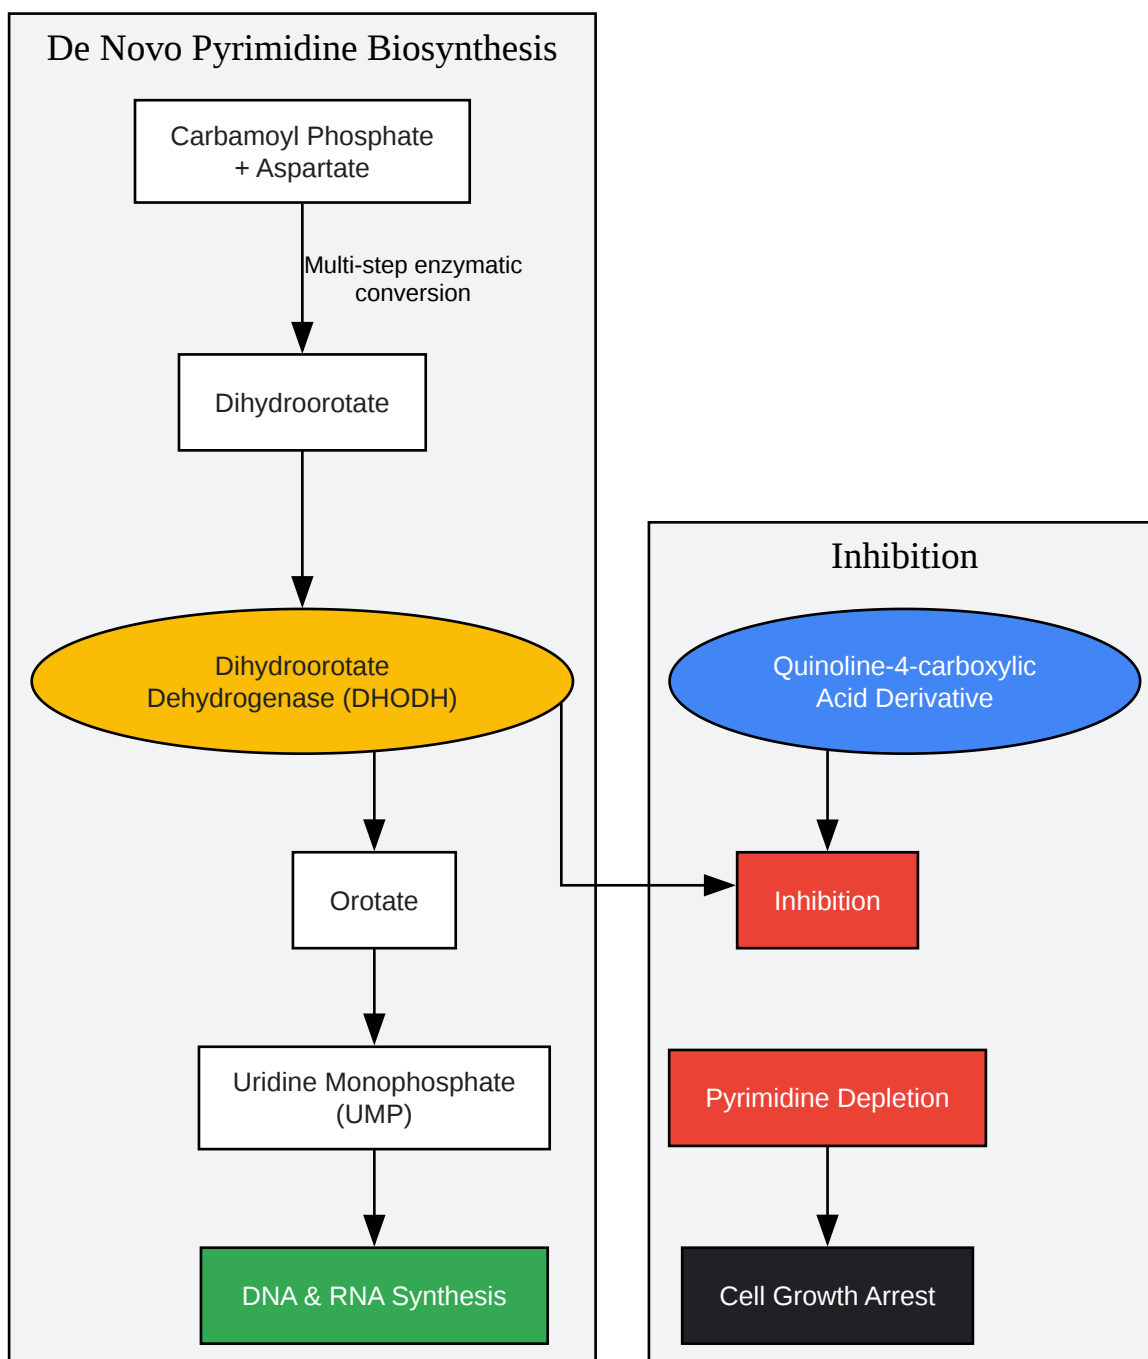 De Novo Pyrimidine Biosynthesis
Carbamoyl Phosphate
+ Aspartate
Multi-step enzymatic
conversion
Dihydroorotate
Dihydroorotate
Dehydrogenase (DHODH)
Orotate
Uridine Monophosphate
(UMP)
DNA & RNA Synthesis
Inhibition
Quinoline-4-carboxylic
Acid Derivative
Inhibition
Pyrimidine Depletion
Cell Growth Arrest